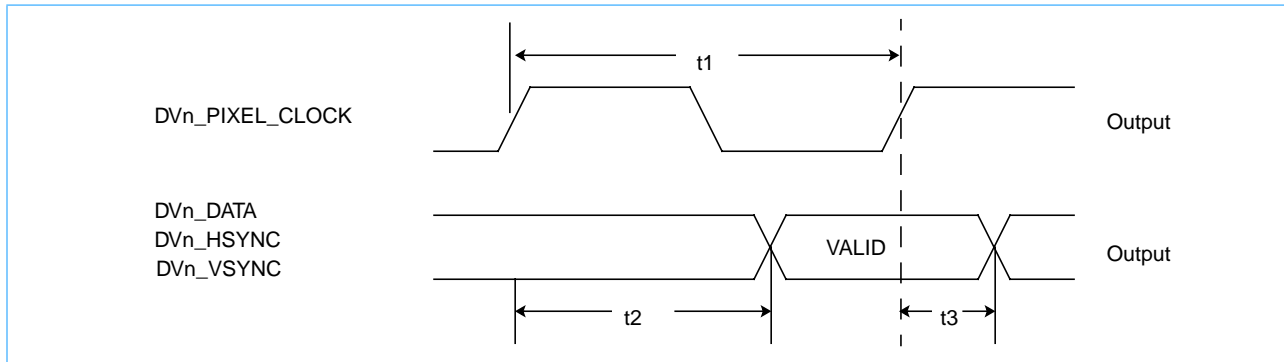 t1
DVn_PIXEL_CLOCK
Output
DVn_DATA
DVn_HSYNC
DVn_VSYNC
VALID
Output
t2
t3